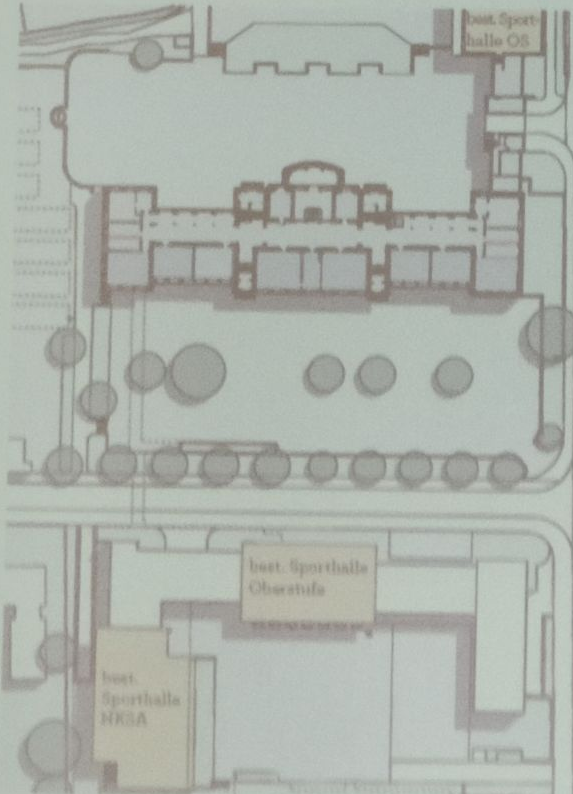 best. Sport-
halle OS
best. Sporthalle
Oberstufe
best.
Sporthalle
NKSA